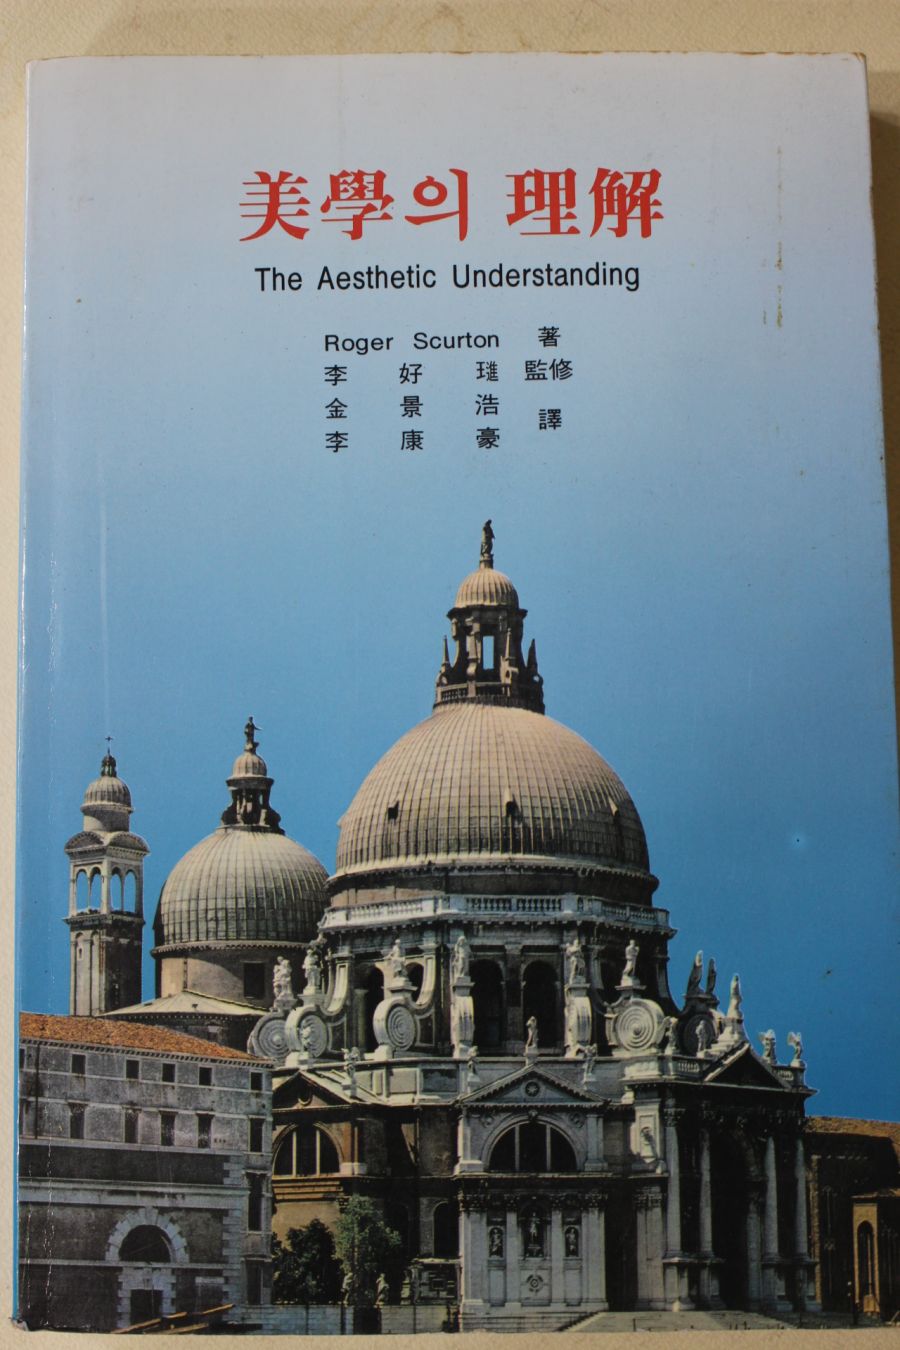 美學의 理解
The Aesthetic Understanding
Roger Scurton 著
李好璡 監修
金景浩
李康豪 譯